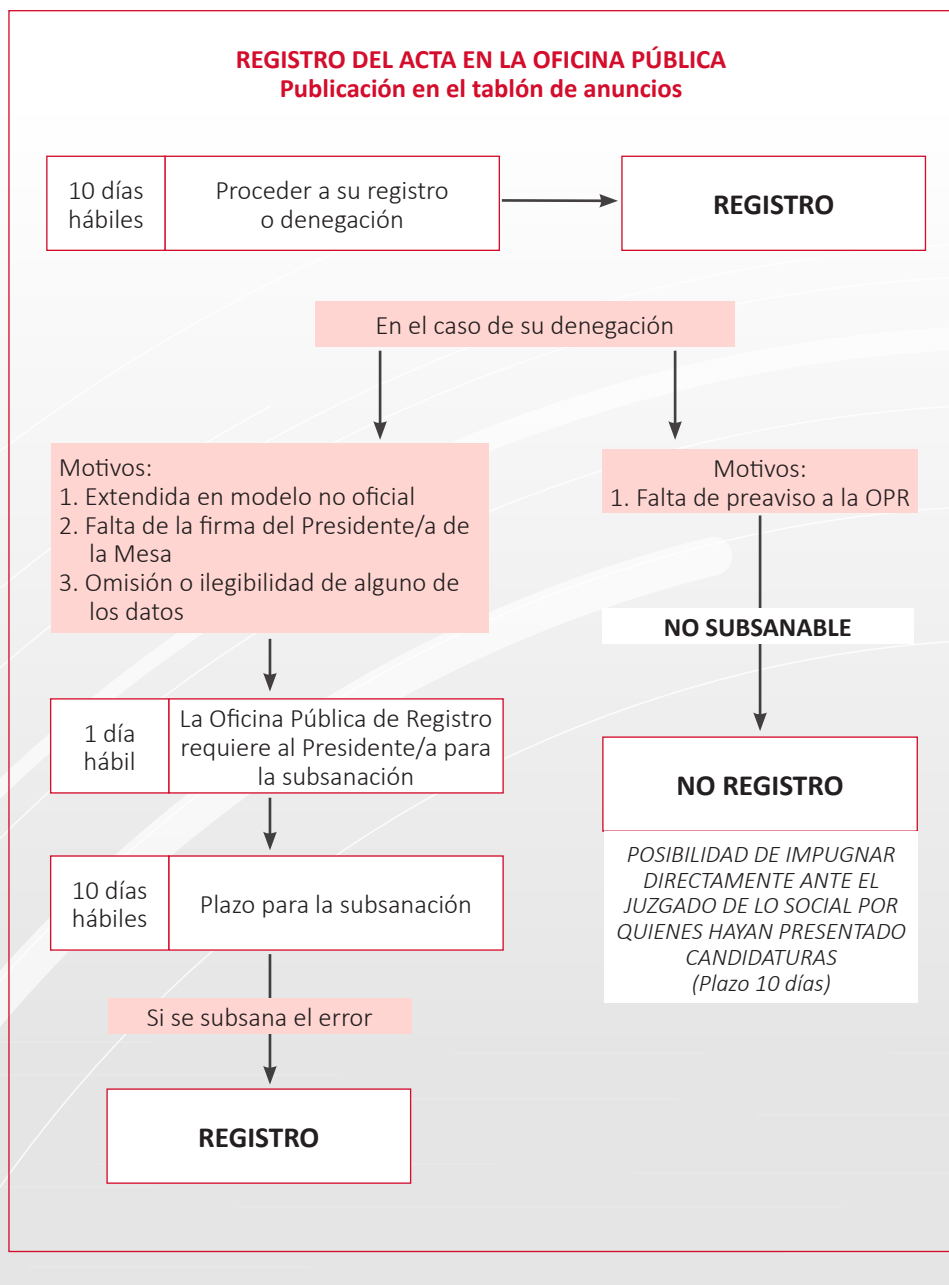 REGISTRO DEL ACTA EN LA OFICINA PÚBLICA
Publicación en el tablón de anuncios
10 días
hábiles
Proceder a su registro
o denegación
REGISTRO
En el caso de su denegación
Motivos:
1. Extendida en modelo no oficial
2. Falta de la firma del Presidente/a de
la Mesa
3. Omisión o ilegibilidad de alguno de
los datos
Motivos:
1. Falta de preaviso a la OPR
NO SUBSANABLE
1 día
hábil
La Oficina Pública de Registro
requiere al Presidente/a para
la subsanación
NO REGISTRO
POSIBILIDAD DE IMPUGNAR
DIRECTAMENTE ANTE EL
JUZGADO DE LO SOCIAL POR
QUIENES HAYAN PRESENTADO
CANDIDATURAS
(Plazo 10 días)
10 días
hábiles
Plazo para la subsanación
Si se subsana el error
REGISTRO